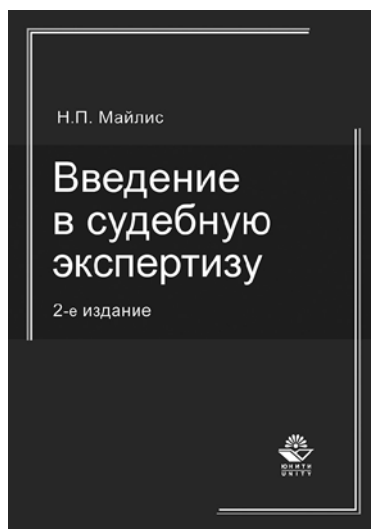 Н.П. Майлис
Введение
в судебную
экспертизу
2-е издание
ЮНИТИ
UNITY